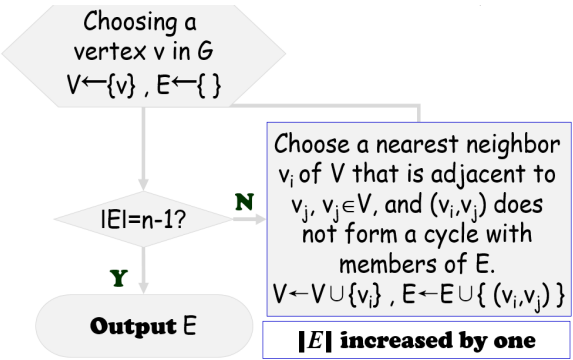 Choosing a
vertex v in G
V←{v} , E←{ }
|E|=n-1?
N
Y
Output E
Choose a nearest neighbor
vᵢ of V that is adjacent to
vⱼ, vⱼ∈V, and (vᵢ,vⱼ) does
not form a cycle with
members of E.
V←V∪{vᵢ} , E←E∪{ (vᵢ,vⱼ) }
|E| increased by one